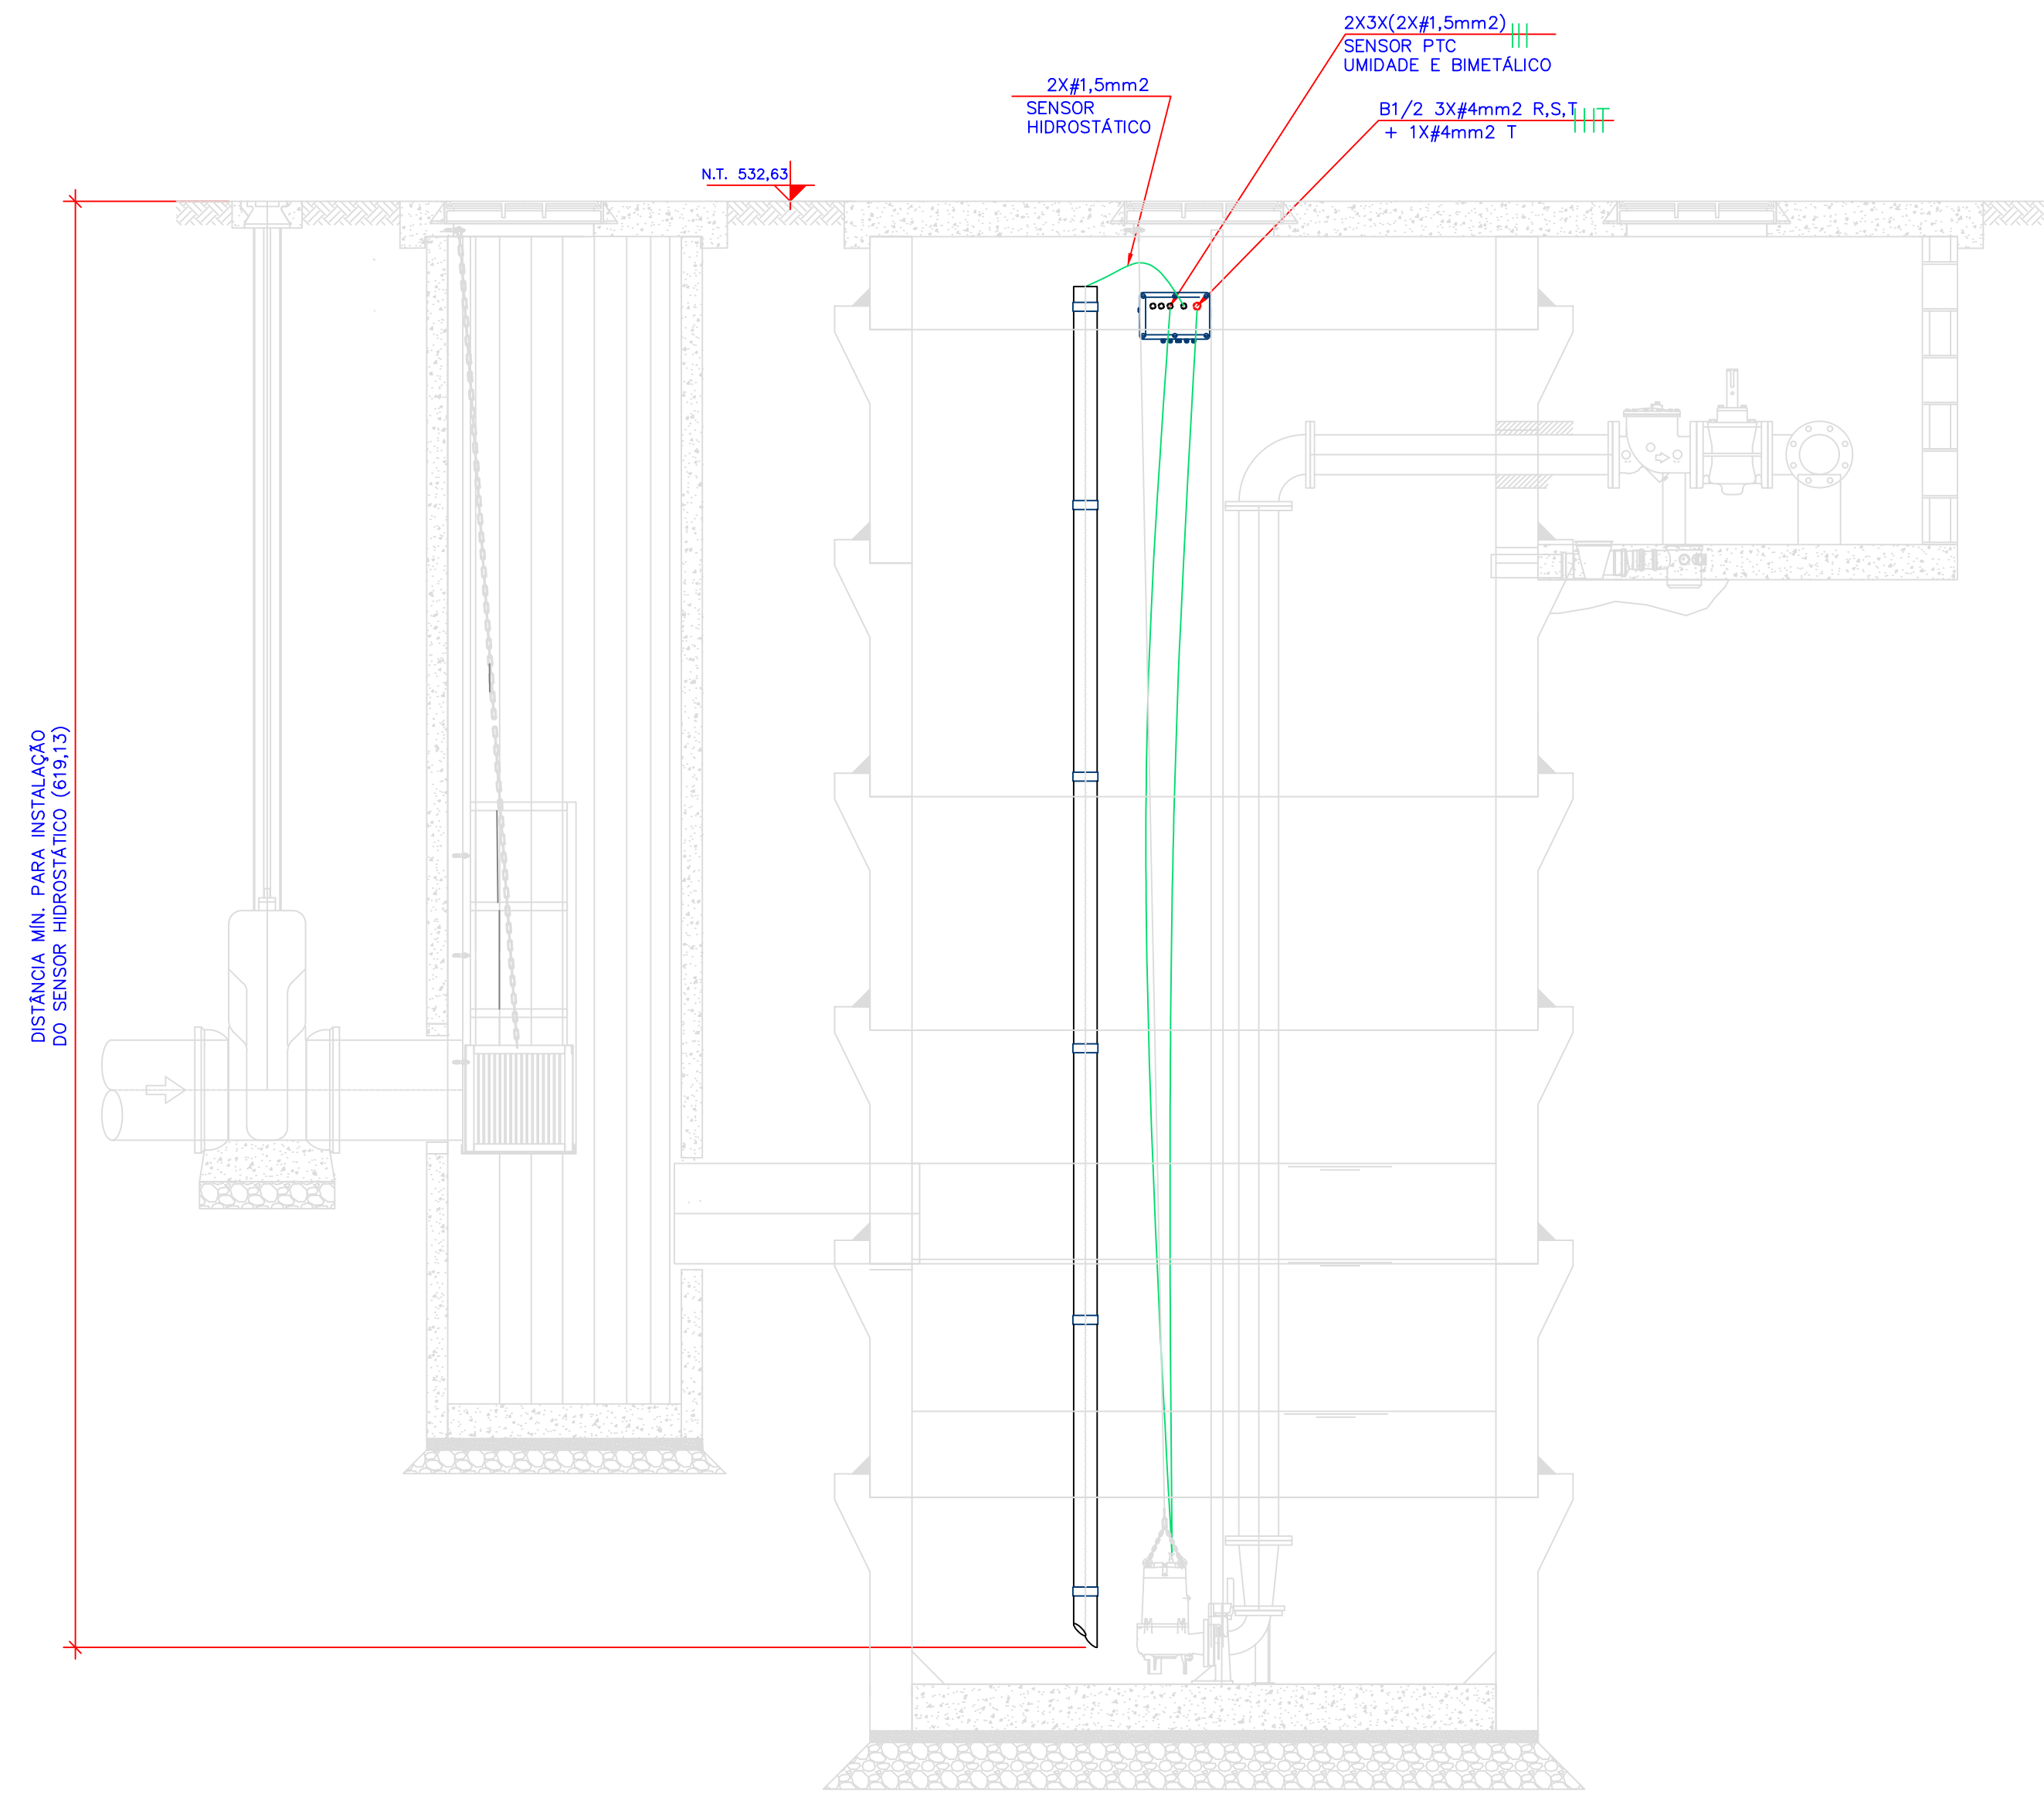 2X3X(2X#1,5mm2)
SENSOR PTC
UMIDADE E BIMETÁLICO
2X#1,5mm2
SENSOR
HIDROSTÁTICO
B1/2 3X#4mm2 R,S,T
+ 1X#4mm2 T
N.T. 532,63
DISTÂNCIA MÍN. PARA INSTALAÇÃO
DO SENSOR HIDROSTÁTICO (619,13)